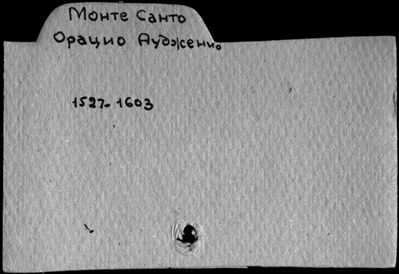 Монте Санто
Орацио Ауджени.
1527-1603